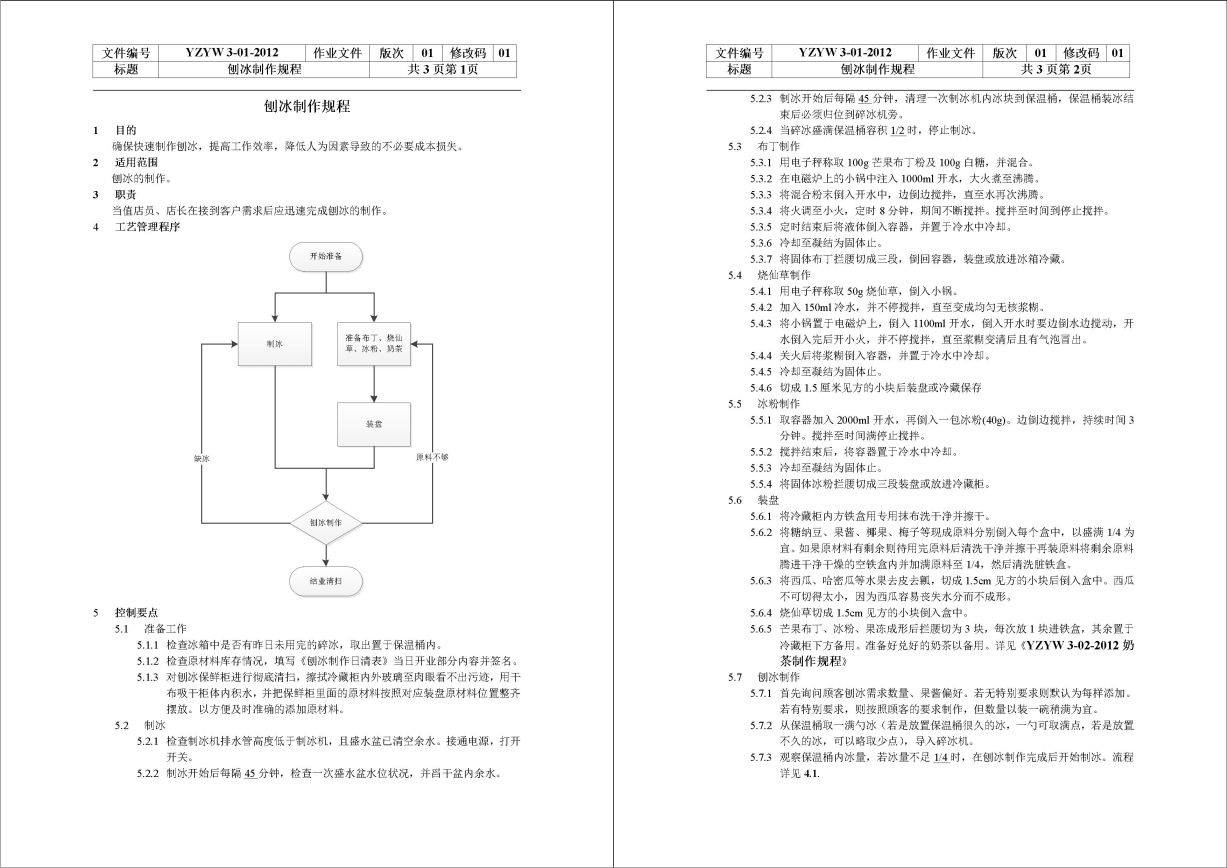 文件编号 YZYW 3-01-2012 作业文件 版次 01 修改码 01
标题 刨冰制作规程 共 3 页第 1页
刨冰制作规程
1 目的
确保快速制作刨冰，提高工作效率，降低人为因素导致的不必要成本损失。
2 适用范围
刨冰的制作。
3 职责
当值店员、店长在接到客户需求后应迅速完成刨冰的制作。
4 工艺管理程序
开始准备
制冰
准备布丁、烧仙
草、冰粉、奶茶
装盘
缺冰
原料不够
刨冰制作
结业清扫
5 控制要点
5.1 准备工作
5.1.1 检查冰箱中是否有昨日未用完的碎冰，取出置于保温桶内。
5.1.2 检查原材料库存情况，填写《刨冰制作日清表》当日开业部分内容并签名。
5.1.3 对刨冰保鲜柜进行彻底清扫，擦拭冷藏柜内外玻璃至肉眼看不出污迹，用干
布吸干柜体内积水，并把保鲜柜里面的原材料按照对应装盘原材料位置整齐
摆放。以方便及时准确的添加原材料。
5.2 制冰
5.2.1 检查制冰机排水管高度低于制冰机，且盛水盆已清空余水。接通电源，打开
开关。
5.2.2 制冰开始后每隔 45 分钟，检查一次盛水盆水位状况，并舀干盆内余水。
文件编号 YZYW 3-01-2012 作业文件 版次 01 修改码 01
标题 刨冰制作规程 共 3 页第 2页
5.2.3 制冰开始后每隔 45 分钟，清理一次制冰机内冰块到保温桶，保温桶装冰结
束后必须归位到碎冰机旁。
5.2.4 当碎冰盛满保温桶容积 1/2 时，停止制冰。
5.3 布丁制作
5.3.1 用电子秤称取 100g 芒果布丁粉及 100g 白糖，并混合。
5.3.2 在电磁炉上的小锅中注入 1000ml 开水，大火煮至沸腾。
5.3.3 将混合粉末倒入开水中，边倒边搅拌，直至水再次沸腾。
5.3.4 将火调至小火，定时 8 分钟，期间不断搅拌。搅拌至时间到停止搅拌。
5.3.5 定时结束后将液体倒入容器，并置于冷水中冷却。
5.3.6 冷却至凝结为固体止。
5.3.7 将固体布丁拦腰切成三段，倒回容器，装盘或放进冰箱冷藏。
5.4 烧仙草制作
5.4.1 用电子秤称取 50g 烧仙草，倒入小锅。
5.4.2 加入 150ml 冷水，并不停搅拌，直至变成均匀无核浆糊。
5.4.3 将小锅置于电磁炉上，倒入 1100ml 开水，倒入开水时要边倒水边搅动，开
水倒入完后开小火，并不停搅拌，直至浆糊变清后且有气泡冒出。
5.4.4 关火后将浆糊倒入容器，并置于冷水中冷却。
5.4.5 冷却至凝结为固体止。
5.4.6 切成 1.5 厘米见方的小块后装盘或冷藏保存
5.5 冰粉制作
5.5.1 取容器加入 2000ml 开水，再倒入一包冰粉(40g)。边倒边搅拌，持续时间 3
分钟。搅拌至时间满停止搅拌。
5.5.2 搅拌结束后，将容器置于冷水中冷却。
5.5.3 冷却至凝结为固体止。
5.5.4 将固体冰粉拦腰切成三段装盘或放进冷藏柜。
5.6 装盘
5.6.1 将冷藏柜内方铁盒用专用抹布洗干净并擦干。
5.6.2 将糖纳豆、果酱、椰果、梅子等现成原料分别倒入每个盒中，以盛满 1/4 为
宜。如果原材料有剩余则待用完原料后清洗干净并擦干再装原料将剩余原料
腾进干净干燥的空铁盒内并加满原料至 1/4，然后清洗脏铁盒。
5.6.3 将西瓜、哈密瓜等水果去皮去瓤，切成 1.5cm 见方的小块后倒入盒中。西瓜
不可切得太小，因为西瓜容易丧失水分而不成形。
5.6.4 烧仙草切成 1.5cm 见方的小块倒入盒中。
5.6.5 芒果布丁、冰粉、果冻成形后拦腰切为 3 块，每次放 1 块进铁盒，其余置于
冷藏柜下方备用。准备好兑好的奶茶以备用。详见《YZYW 3-02-2012 奶
茶制作规程》
5.7 刨冰制作
5.7.1 首先询问顾客刨冰需求数量、果酱偏好。若无特别要求则默认为每样添加。
若有特别要求，则按照顾客的要求制作，但数量以装一碗稍满为宜。
5.7.2 从保温桶取一满勺冰（若是放置保温桶很久的冰，一勺可取满点，若是放置
不久的冰，可以略取少点），导入碎冰机。
5.7.3 观察保温桶内冰量，若冰量不足 1/4 时，在刨冰制作完成后开始制冰。流程
详见 4.1.